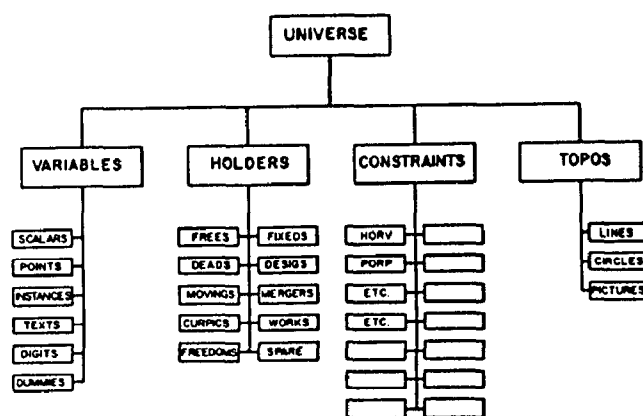 UNIVERSE
VARIABLES
HOLDERS
CONSTRAINTS
TOPOS
SCALARS
POINTS
INSTANCES
TEXTS
DIGITS
DUMMIES
FREES
FIXEDS
DEADS
DESIGS
MOVINGS
MERGERS
CURPICS
WORKS
FREEDOMS
SPARE
HORV
PORP
ETC.
ETC.
LINES
CIRCLES
PICTURES